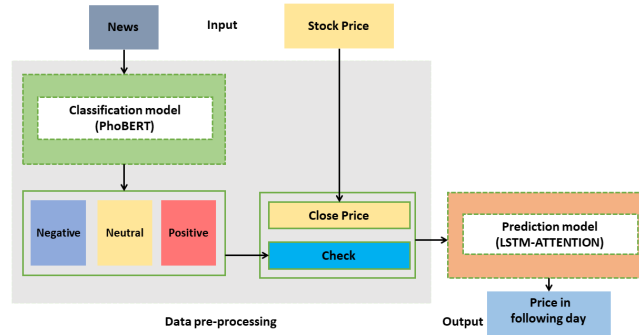 News
Input
Stock Price
Classification model
(PhoBERT)
Negative
Neutral
Positive
Close Price
Check
Prediction model
(LSTM-ATTENTION)
Data pre-processing
Output
Price in
following day